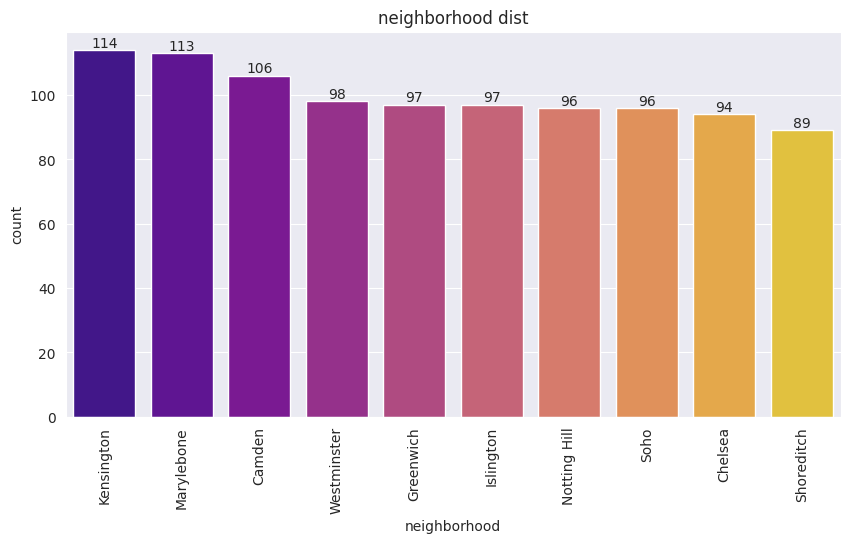 neighborhood dist
114
113
106
98
97
97
96
96
94
89
100
80
60
40
20
0
count
Kensington
Marylebone
Camden
Westminster
Greenwich
Islington
Notting Hill
Soho
Chelsea
Shoreditch
neighborhood